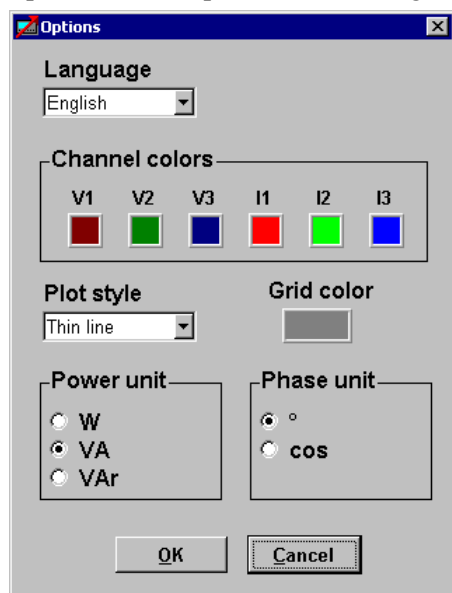 Options
Language
English
Channel colors
V1 V2 V3 I1 I2 I3
Plot style
Grid color
Thin line
Power unit
Phase unit
W
°
VA
cos
VAr
OK
Cancel